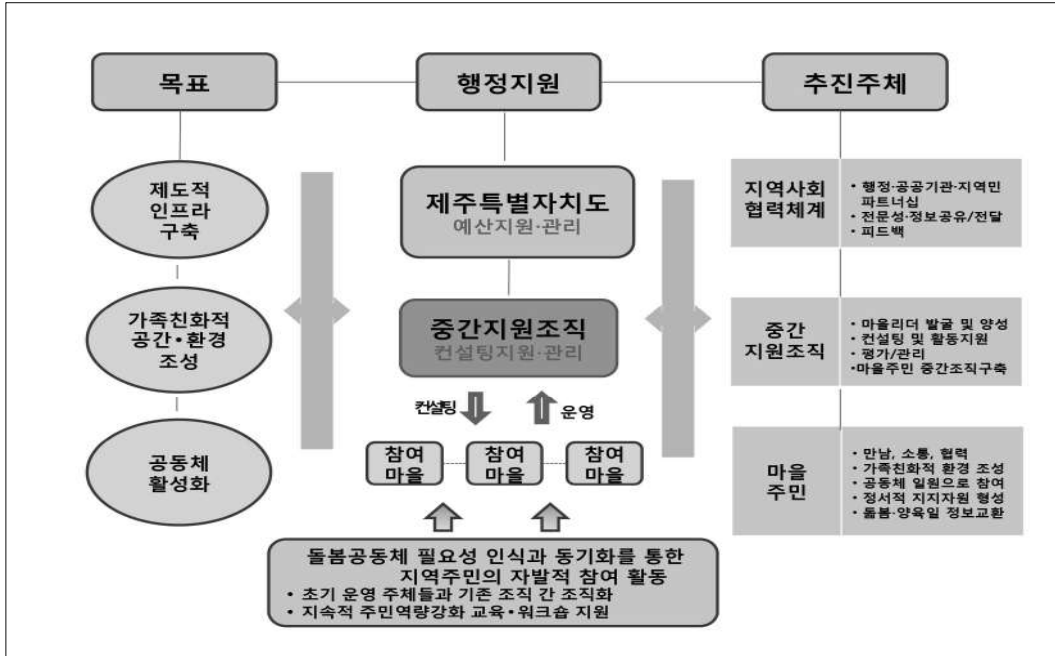 목표
행정지원
추진주체
제도적
인프라
구축
가족친화적
공간•환경
조성
공동체
활성화
제주특별자치도
예산지원·관리
중간지원조직
컨설팅지원·관리
컨설팅
운영
참여
마을
참여
마을
참여
마을
돌봄공동체 필요성 인식과 동기화를 통한
지역주민의 자발적 참여 활동
• 초기 운영 주체들과 기존 조직 간 조직화
• 지속적 주민역량강화 교육•워크숍 지원
지역사회
협력체계
• 행정·공공기관·지역민
파트너십
• 전문성·정보공유/전달
• 피드백
중간
지원조직
• 마을리더 발굴 및 양성
• 컨설팅 및 활동지원
• 평가/관리
•마을주민 중간조직구축
마을
주민
• 만남, 소통, 협력
• 가족친화적 환경 조성
• 공동체 일원으로 참여
• 정서적 지지자원 형성
• 돌봄·양육일 정보교환